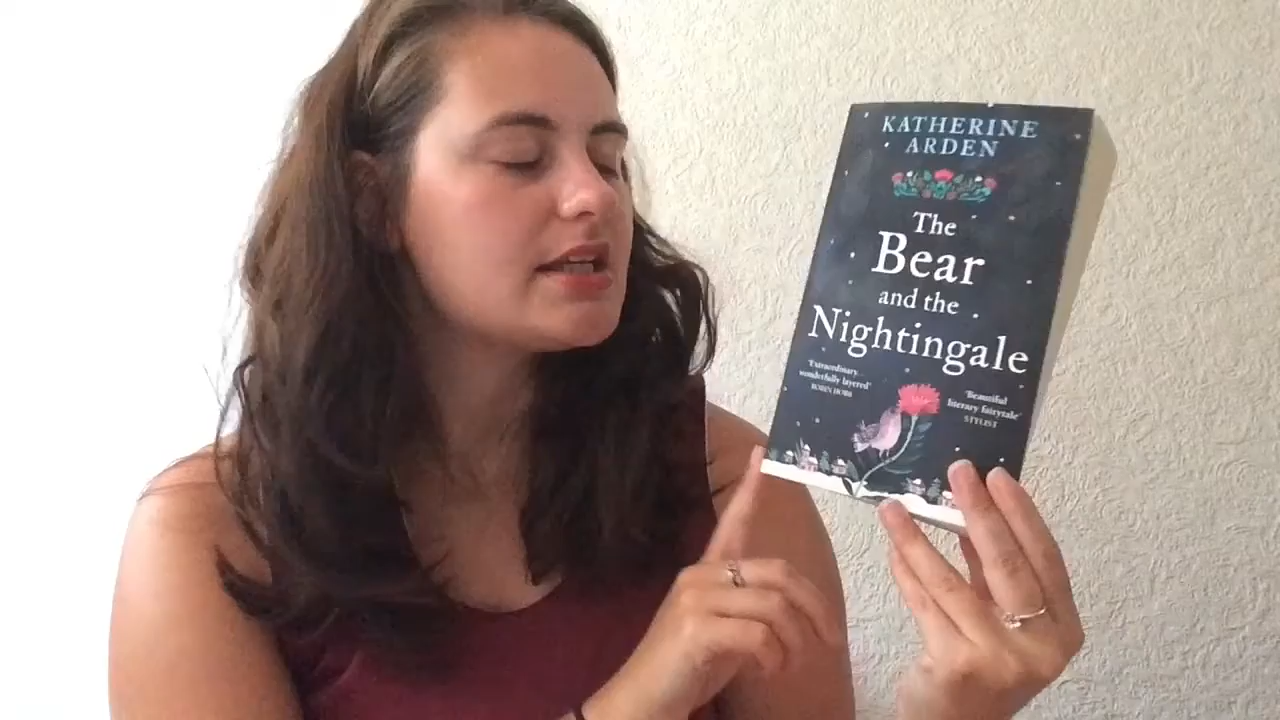 KATHERINE
ARDEN
The
Bear
and the
Nightingale
'Extraordinary...
wonderfully layered'
ROBIN HOBB
'Beautiful
literary fairytale'
STYLIST